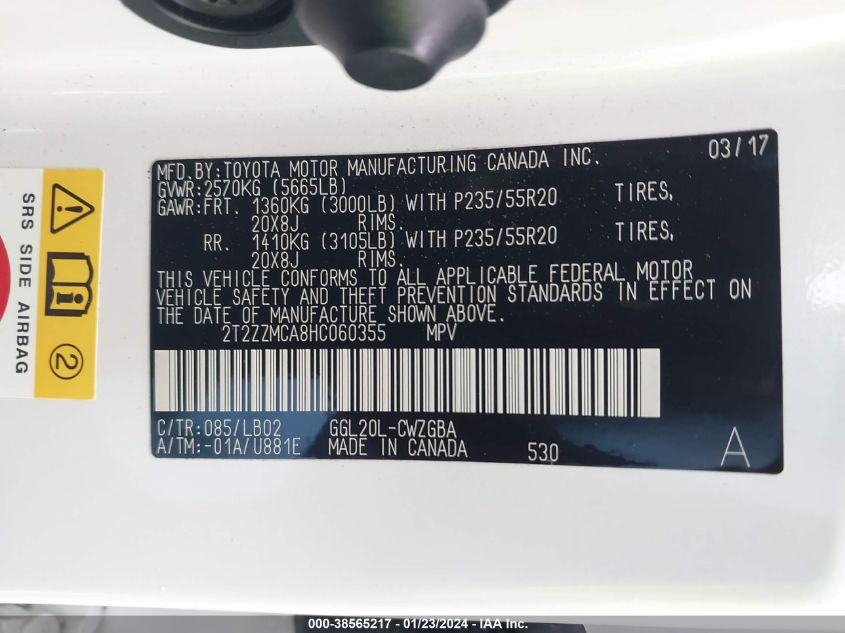 MFD.BY:TOYOTA MOTOR MANUFACTURING CANADA INC. 03/17
GVWR:2570KG (5665LB)
GAWR:FRT. 1360KG (3000LB) WITH P235/55R20 TIRES,
20X8J RIMS.
RR. 1410KG (3105LB) WITH P235/55R20 TIRES,
20X8J RIMS.
THIS VEHICLE CONFORMS TO ALL APPLICABLE FEDERAL MOTOR
VEHICLE SAFETY AND THEFT PREVENTION STANDARDS IN EFFECT ON
THE DATE OF MANUFACTURE SHOWN ABOVE.
2T2ZZMCA8HC060355 MPV
C/TR:085/LB02 GGL20L-CWZGBA
A/TM:-01A/U881E MADE IN CANADA 530 A
SRS SIDE AIRBAG
2
000-38565217 - 01/23/2024 - IAA Inc.